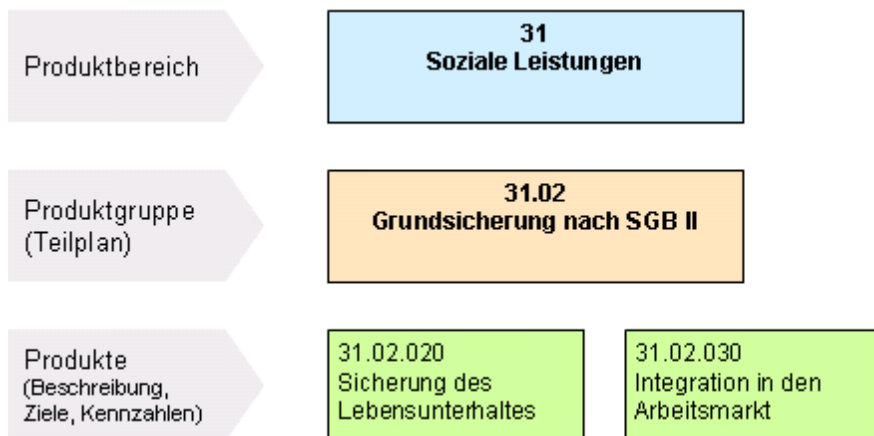 Produktbereich
31
Soziale Leistungen
Produktgruppe
(Teilplan)
31.02
Grundsicherung nach SGB II
Produkte
(Beschreibung,
Ziele, Kennzahlen)
31.02.020
Sicherung des
Lebensunterhaltes
31.02.030
Integration in den
Arbeitsmarkt